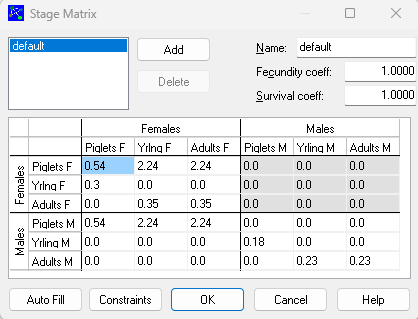 Stage Matrix
default
Add
Delete
Name: default
Fecundity coeff: 1.0000
Survival coeff: 1.0000
Females Males
Piglets F Yrlng F Adults F Piglets M Yrling M Adults M
Females
Piglets F 0.54 2.24 2.24 0.0 0.0 0.0
Yrlng F 0.3 0.0 0.0 0.0 0.0 0.0
Adults F 0.0 0.35 0.35 0.0 0.0 0.0
Males
Piglets M 0.54 2.24 2.24 0.0 0.0 0.0
Yrling M 0.0 0.0 0.0 0.18 0.0 0.0
Adults M 0.0 0.0 0.0 0.0 0.23 0.23
Auto Fill Constraints OK Cancel Help